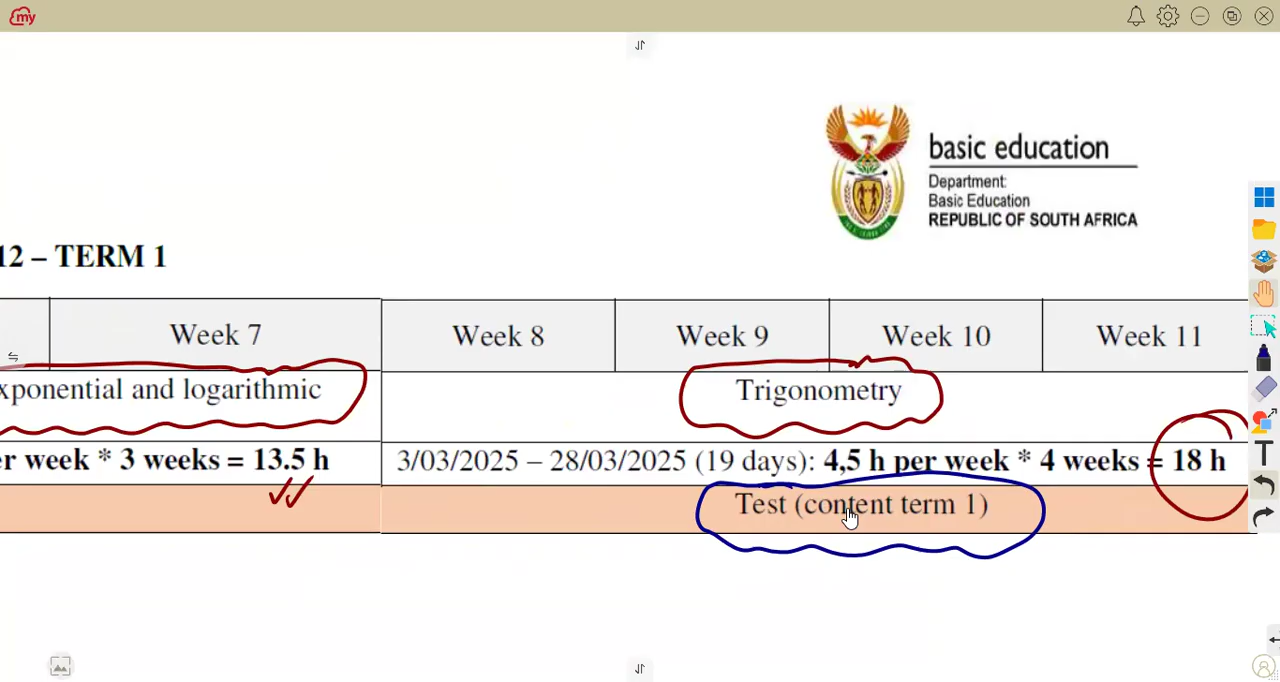 my
basic education
Department:
Basic Education
REPUBLIC OF SOUTH AFRICA
12 – TERM 1
Week 7 Week 8 Week 9 Week 10 Week 11
xponential and logarithmic Trigonometry
er week * 3 weeks = 13.5 h 3/03/2025 – 28/03/2025 (19 days): 4,5 h per week * 4 weeks = 18 h
Test (content term 1)